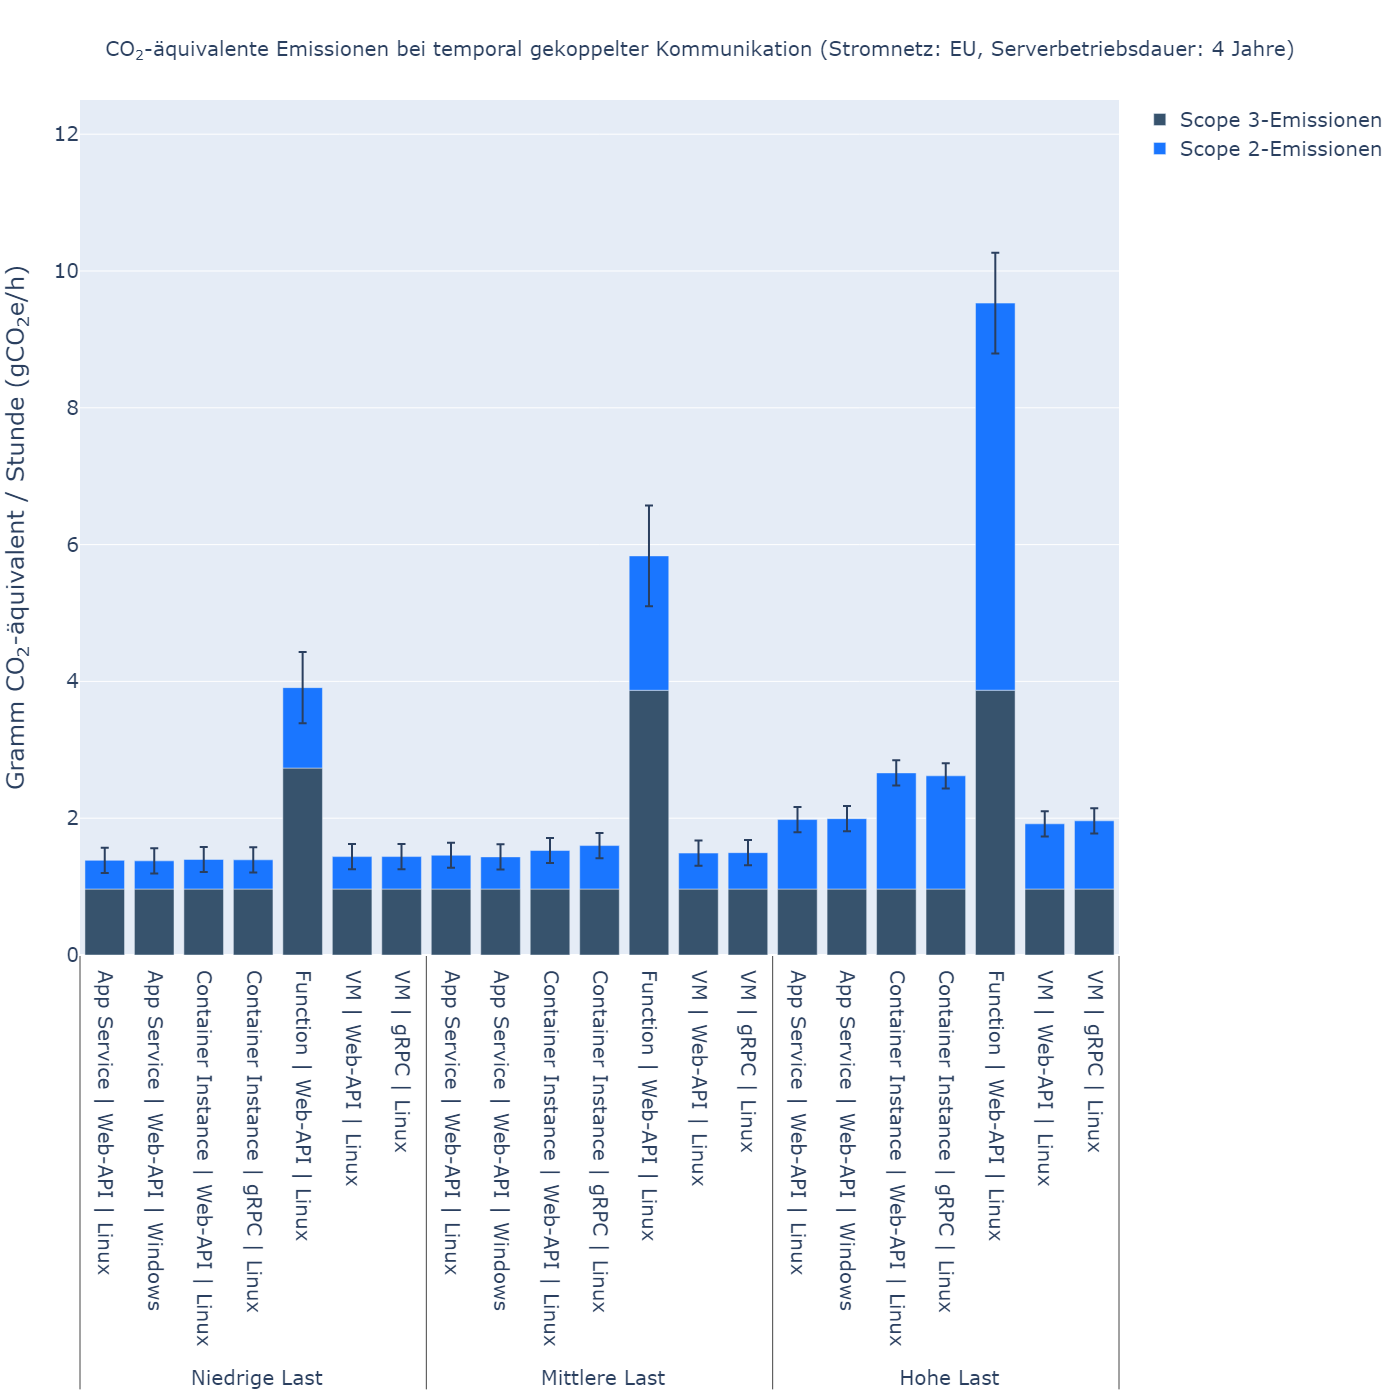 CO₂-äquivalente Emissionen bei temporal gekoppelter Kommunikation (Stromnetz: EU, Serverbetriebsdauer: 4 Jahre)
Scope 3-Emissionen
Scope 2-Emissionen
Gramm CO₂-äquivalent / Stunde (gCO₂e/h)
12
10
8
6
4
2
0
App Service | Web-API | Linux
App Service | Web-API | Windows
Container Instance | Web-API | Linux
Container Instance | gRPC | Linux
Function | Web-API | Linux
VM | Web-API | Linux
VM | gRPC | Linux
App Service | Web-API | Linux
App Service | Web-API | Windows
Container Instance | Web-API | Linux
Container Instance | gRPC | Linux
Function | Web-API | Linux
VM | Web-API | Linux
VM | gRPC | Linux
App Service | Web-Ax | Linux
App Service | Web-API | Windows
Container Instance | Web-API | Linux
Container Instance | gRPC | Linux
Function | Web-API | Linux
VM | Web-API | Linux
VM | gRPC | Linux
Niedrige Last
Mittlere Last
Hohe Last